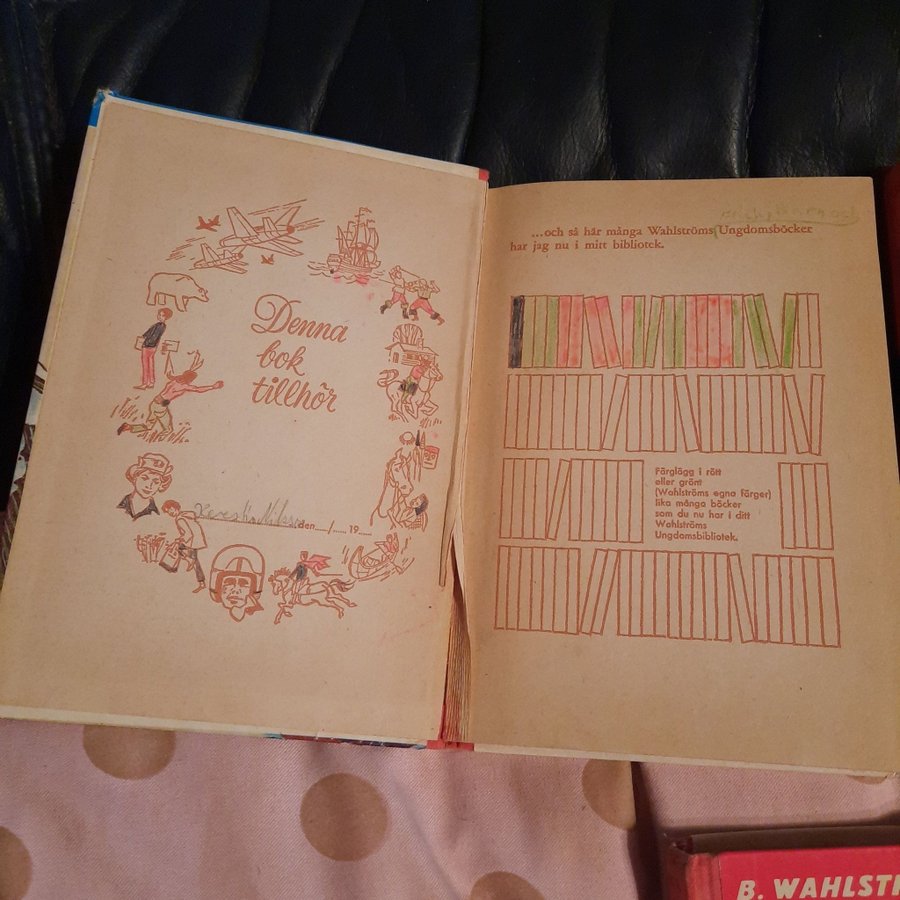 Denna
bok
tillhör
den ...../..... 19.....
...och så här många Wahlströms Ungdomsböcker
har jag nu i mitt bibliotek.
Färglägg i rött
eller grönt
(Wahlströms egna färger)
lika många böcker
som du nu har i ditt
Wahlströms
Ungdomsbibliotek.
B. WAHLST